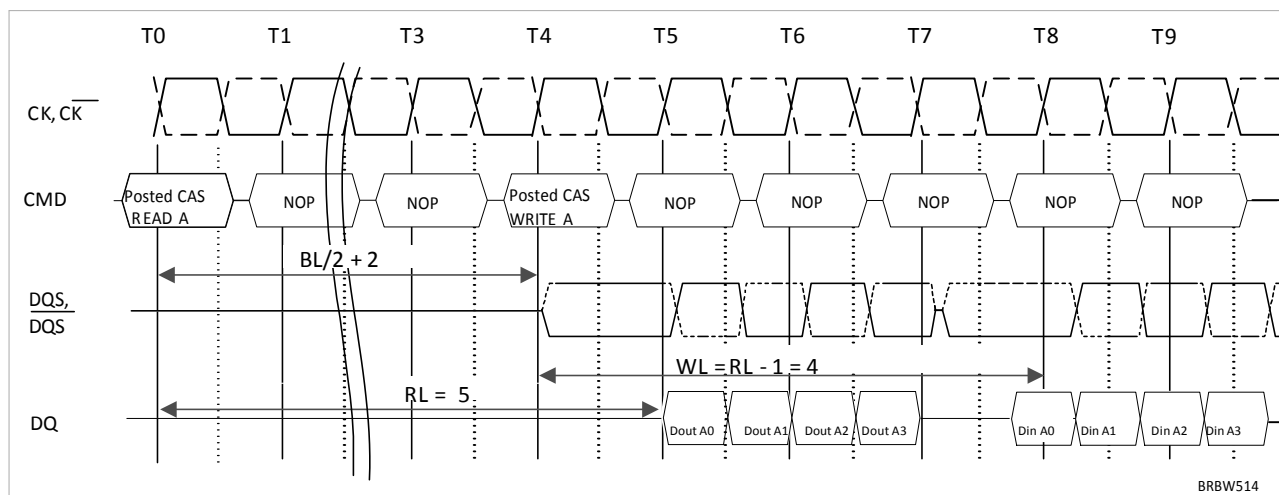 T0 T1 T3 T4 T5 T6 T7 T8 T9
CK, CK
CMD
Posted CAS
READ A
NOP
NOP
Posted CAS
WRITE A
NOP
NOP
NOP
NOP
NOP
BL/2 + 2
DQS,
DQS
WL = RL - 1 = 4
RL = 5
DQ
Dout A0 Dout A1 Dout A2 Dout A3 Din A0 Din A1 Din A2 Din A3
BRBW514